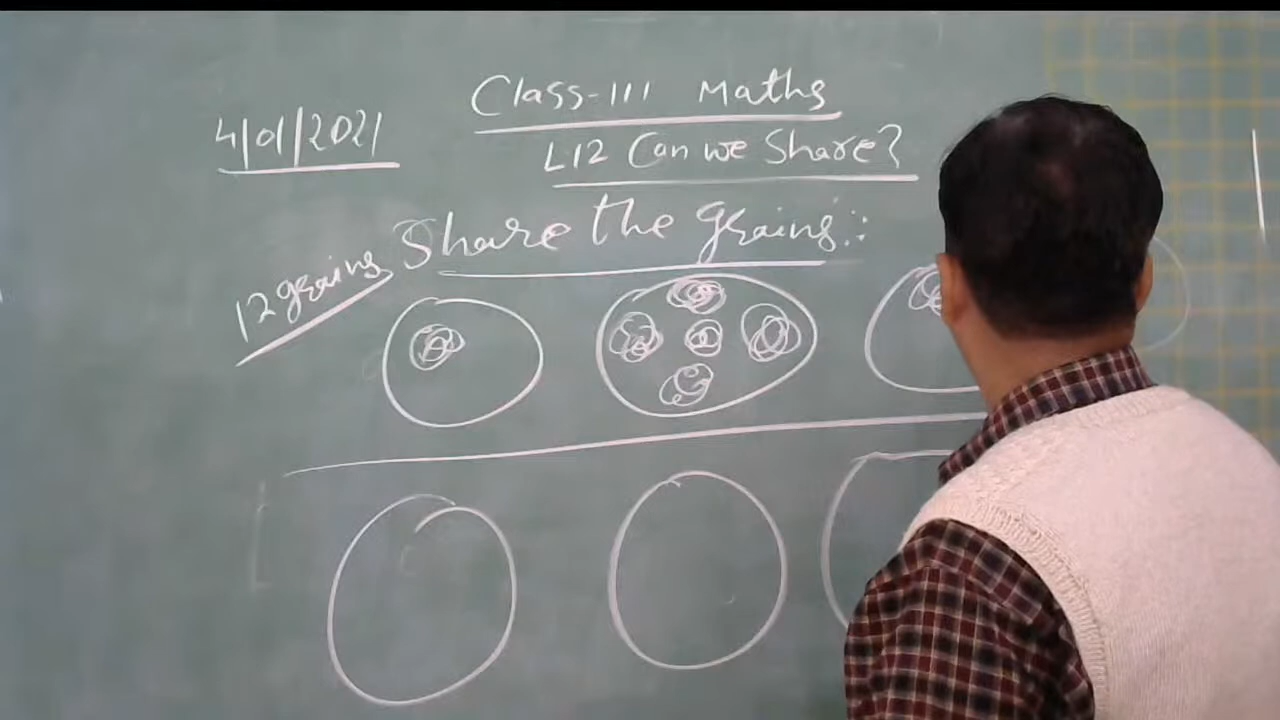 Class-III Maths
4/01/2021
L12 Can we Share?
Share the grains:
12 grains